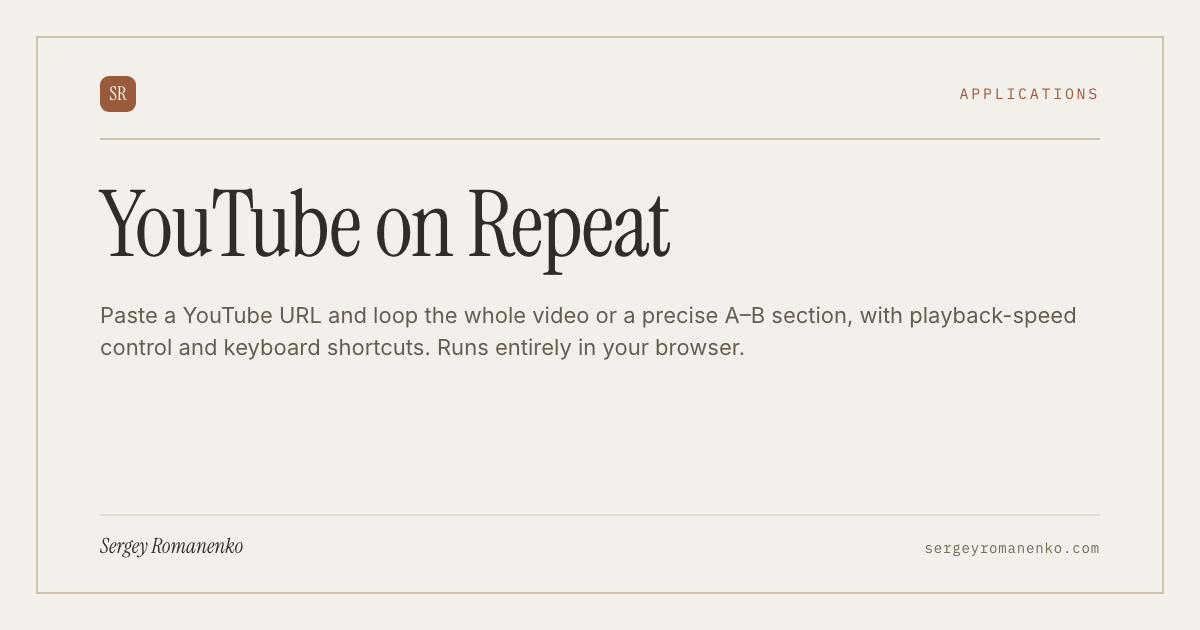 SR
APPLICATIONS
YouTube on Repeat
Paste a YouTube URL and loop the whole video or a precise A–B section, with playback-speed
control and keyboard shortcuts. Runs entirely in your browser.
Sergey Romanenko
sergeyromanenko.com